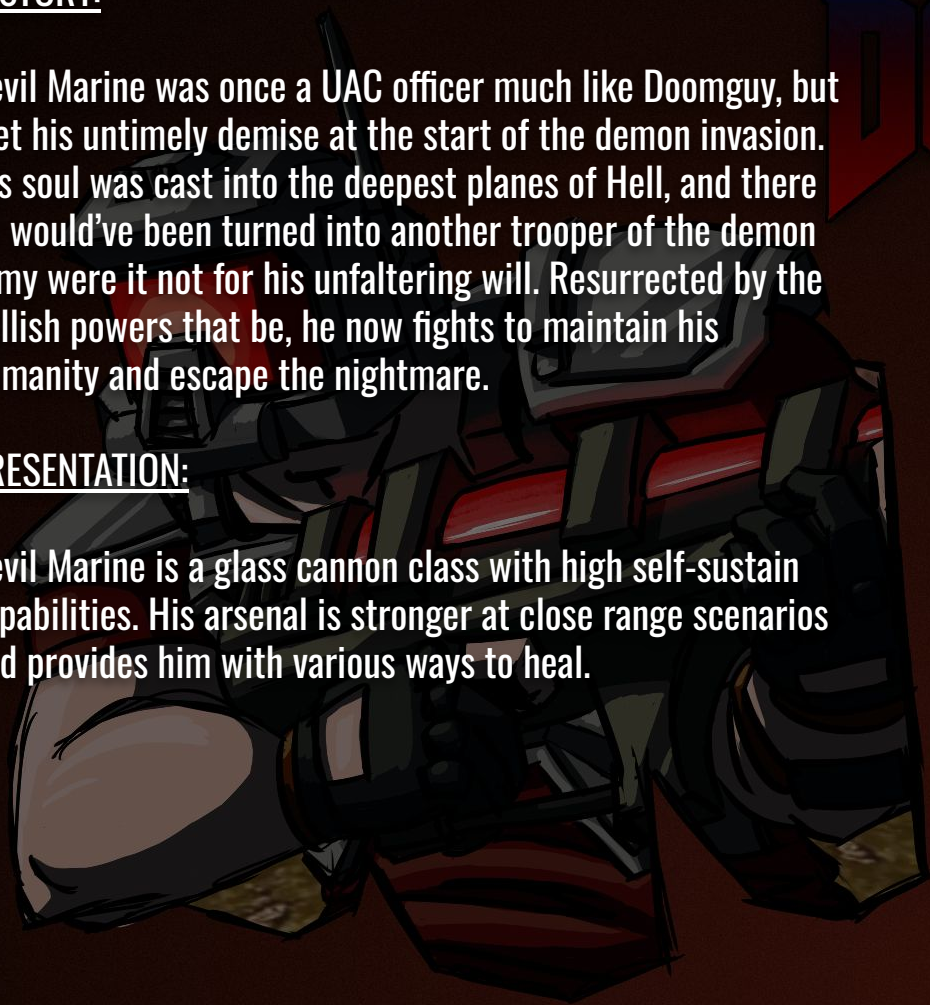 STORY:
evil Marine was once a UAC officer much like Doomguy, but
et his untimely demise at the start of the demon invasion.
s soul was cast into the deepest planes of Hell, and there
would’ve been turned into another trooper of the demon
my were it not for his unfaltering will. Resurrected by the
llish powers that be, he now fights to maintain his
manity and escape the nightmare.
RESENTATION:
evil Marine is a glass cannon class with high self-sustain
pabilities. His arsenal is stronger at close range scenarios
d provides him with various ways to heal.
D